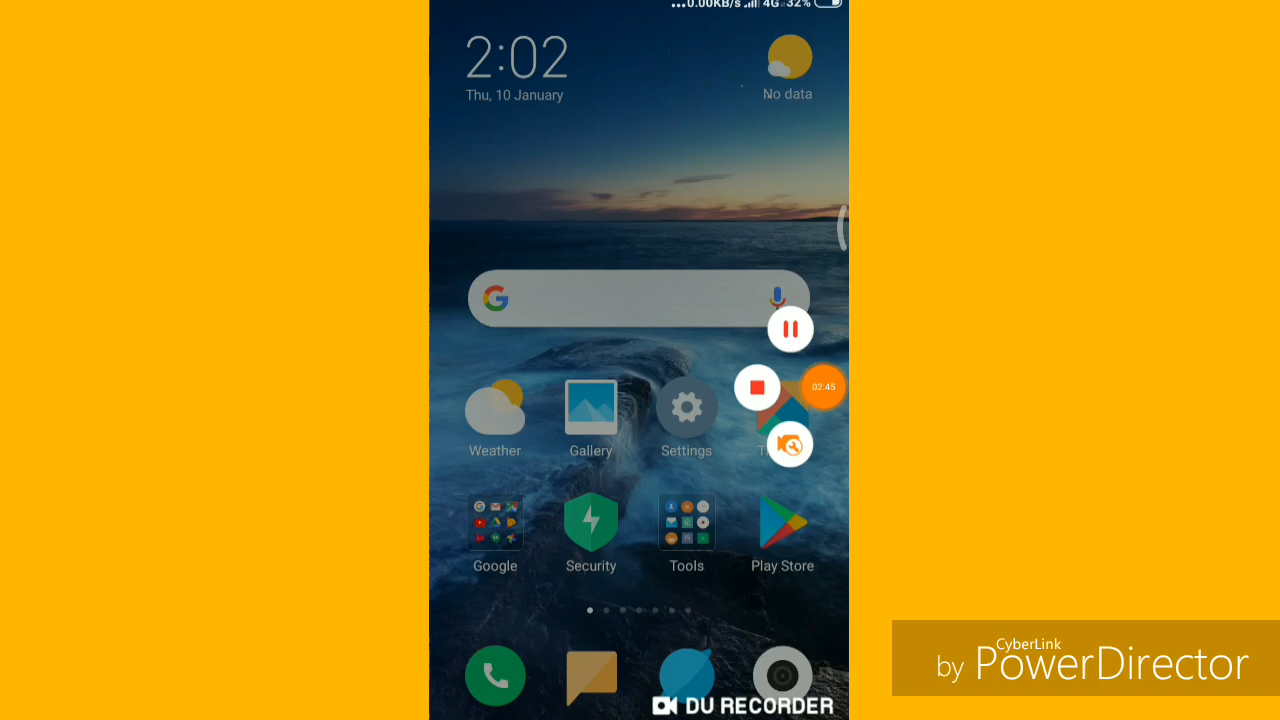 ...0.00KB/s 4G 32%
2:02
Thu, 10 January
No data
02:45
Weather
Gallery
Settings
Google
Security
Tools
Play Store
DU RECORDER
CyberLink
by PowerDirector